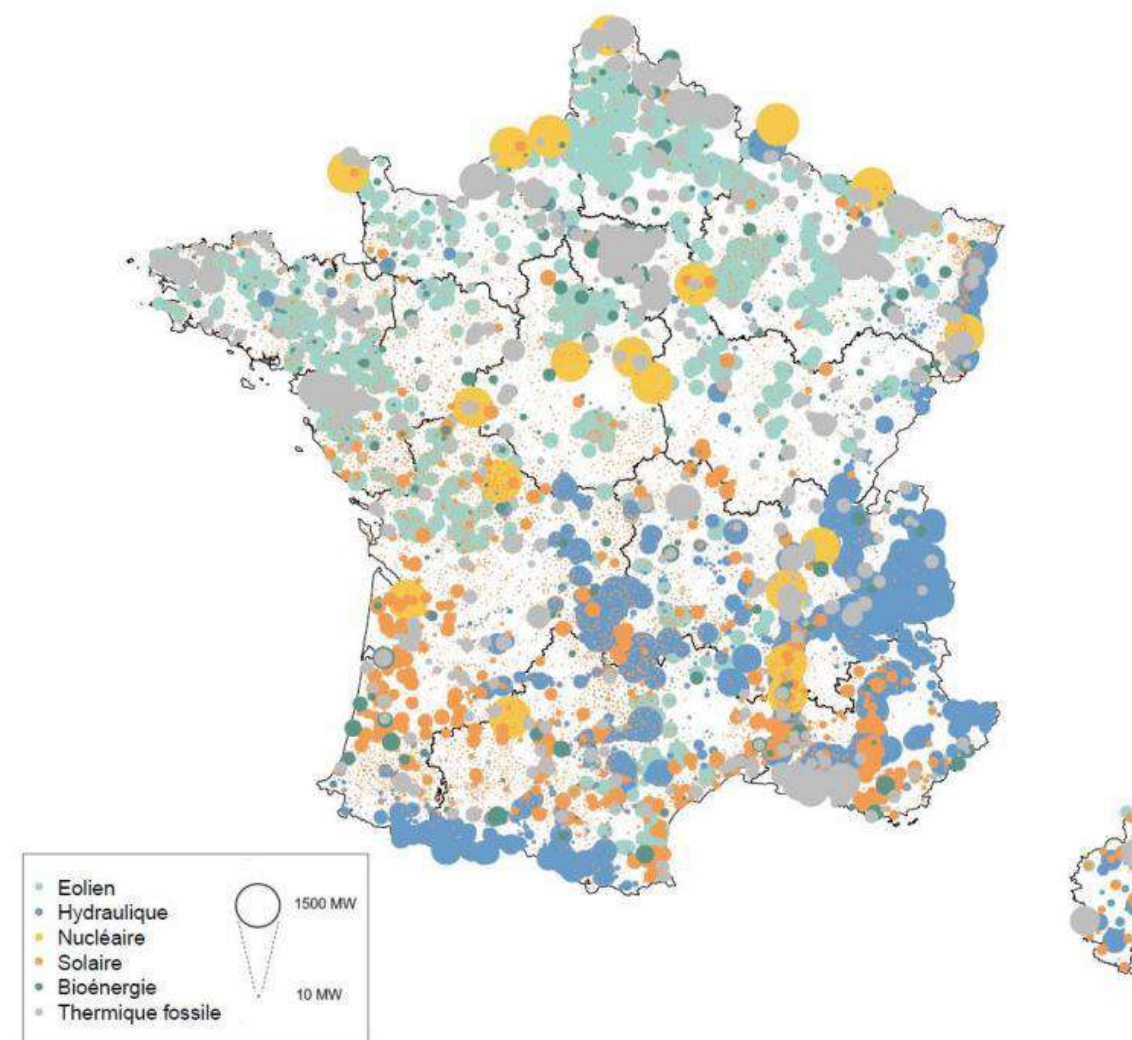 Eolien
Hydraulique
Nucléaire
Solaire
Bioénergie
Thermique fossile
1500 MW
10 MW